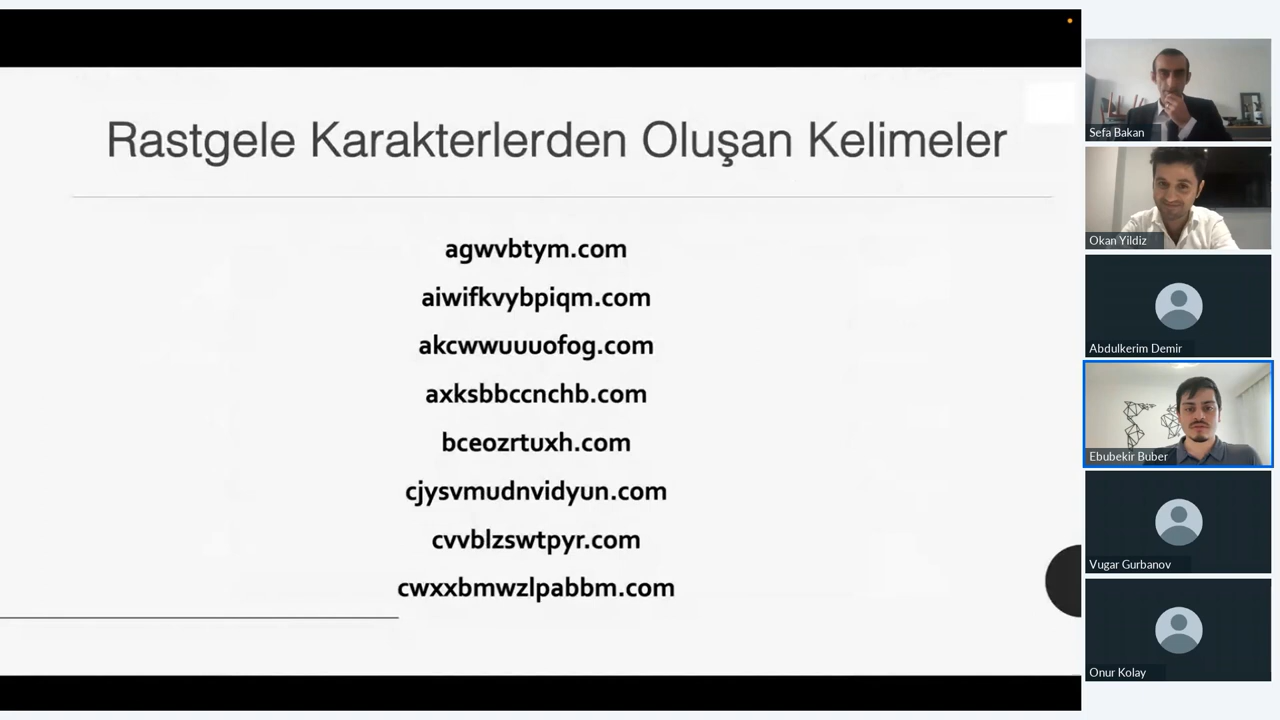 Rastgele Karakterlerden Oluşan Kelimeler
agwvbtym.com
aiwifkvybpiqm.com
akcwwuuuofog.com
axksbbccnchb.com
bceozrtuxh.com
cjysvmudnvidyun.com
cvvblzswtpyr.com
cwxxbmwzlpabbm.com
Sefa Bakan
Okan Yildiz
Abdulkerim Demir
Ebubekir Buber
Vugar Gurbanov
Onur Kolay